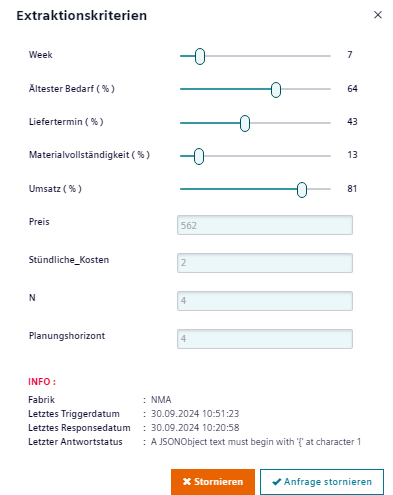 Extraktionskriterien
Week 7
Ältester Bedarf ( % ) 64
Liefertermin ( % ) 43
Materialvollständigkeit ( % ) 13
Umsatz ( % ) 81
Preis 562
Stündliche_Kosten 2
N 4
Planungshorizont 4
INFO :
Fabrik : NMA
Letztes Triggerdatum : 30.09.2024 10:51:23
Letztes Responsedatum : 30.09.2024 10:20:58
Letzter Antwortstatus : A JSONObject text must begin with '{' at character 1
Stornieren Anfrage stornieren